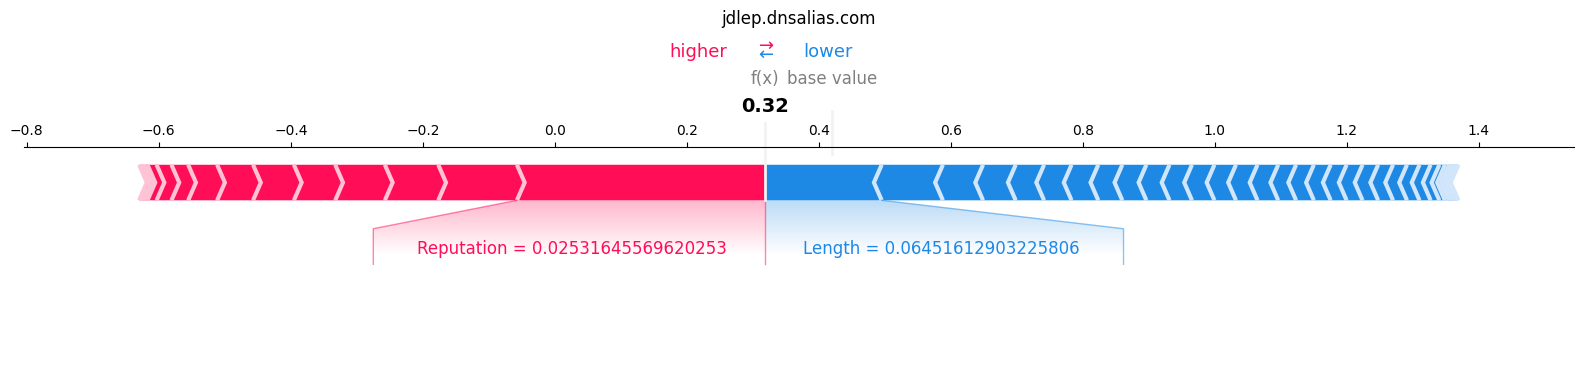 jdlep.dnsalias.com
higher ⇄ lower
f(x) base value
0.32
−0.8 −0.6 −0.4 −0.2 0.0 0.2 0.4 0.6 0.8 1.0 1.2 1.4
Reputation = 0.02531645569620253 Length = 0.06451612903225806